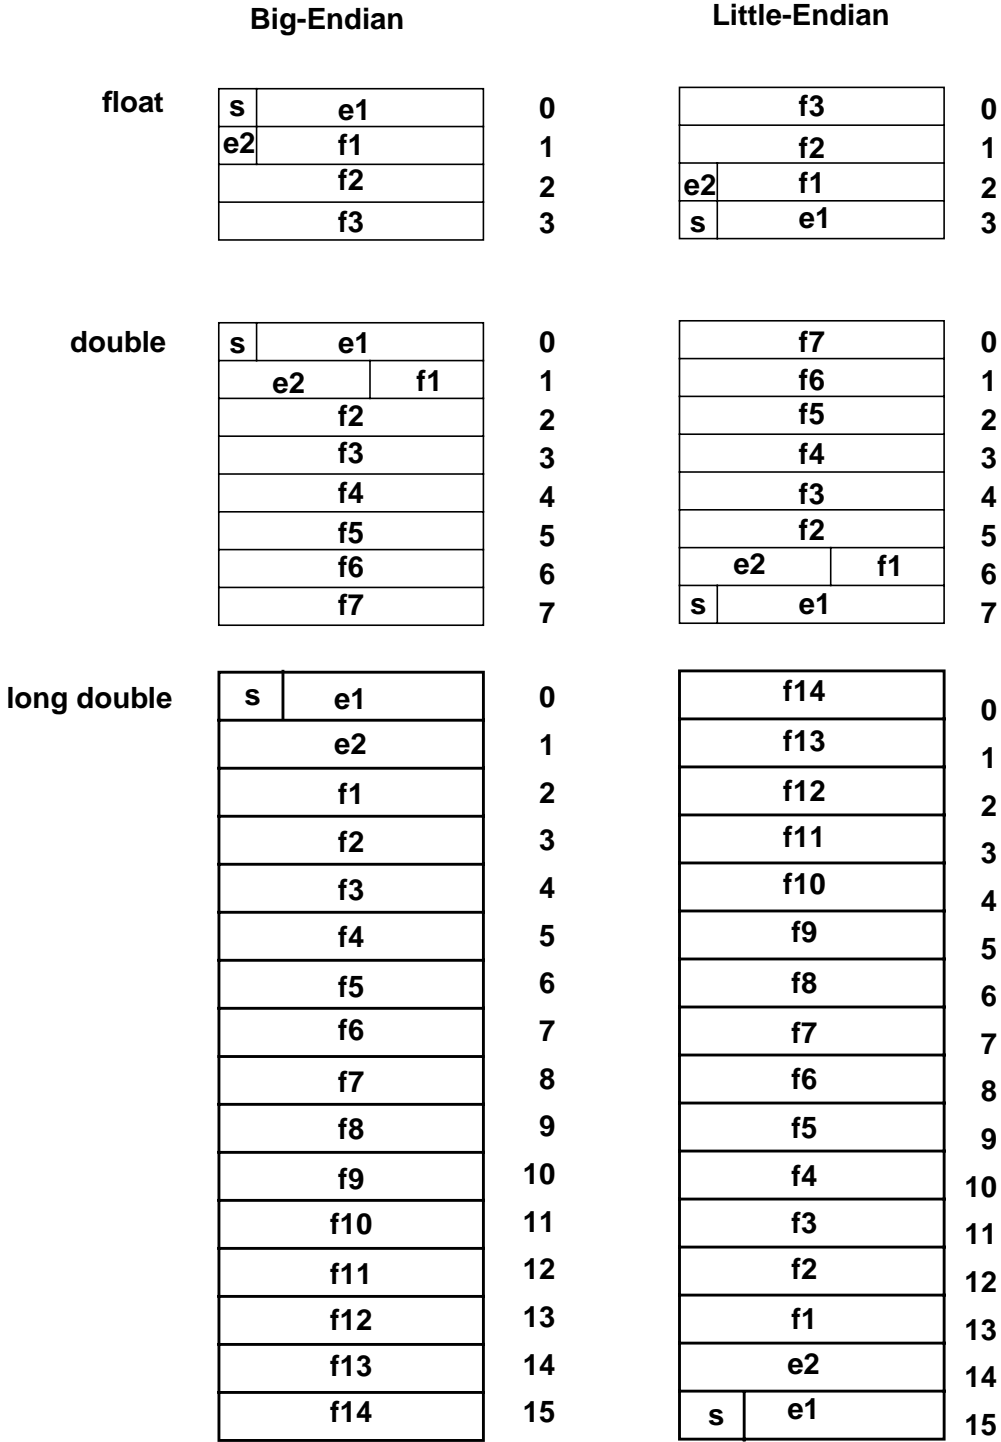 Big-Endian Little-Endian
float s e1 0 f3 0
e2 f1 1 f2 1
f2 2 e2 f1 2
f3 3 s e1 3
double s e1 0 f7 0
e2 f1 1 f6 1
f2 2 f5 2
f3 3 f4 3
f4 4 f3 4
f5 5 f2 5
f6 6 e2 f1 6
f7 7 s e1 7
long double s e1 0 f14 0
e2 1 f13 1
f1 2 f12 2
f2 3 f11 3
f3 4 f10 4
f4 5 f9 5
f5 6 f8 6
f6 7 f7 7
f7 8 f6 8
f8 9 f5 9
f9 10 f4 10
f10 11 f3 11
f11 12 f2 12
f12 13 f1 13
f13 14 e2 14
f14 15 s e1 15